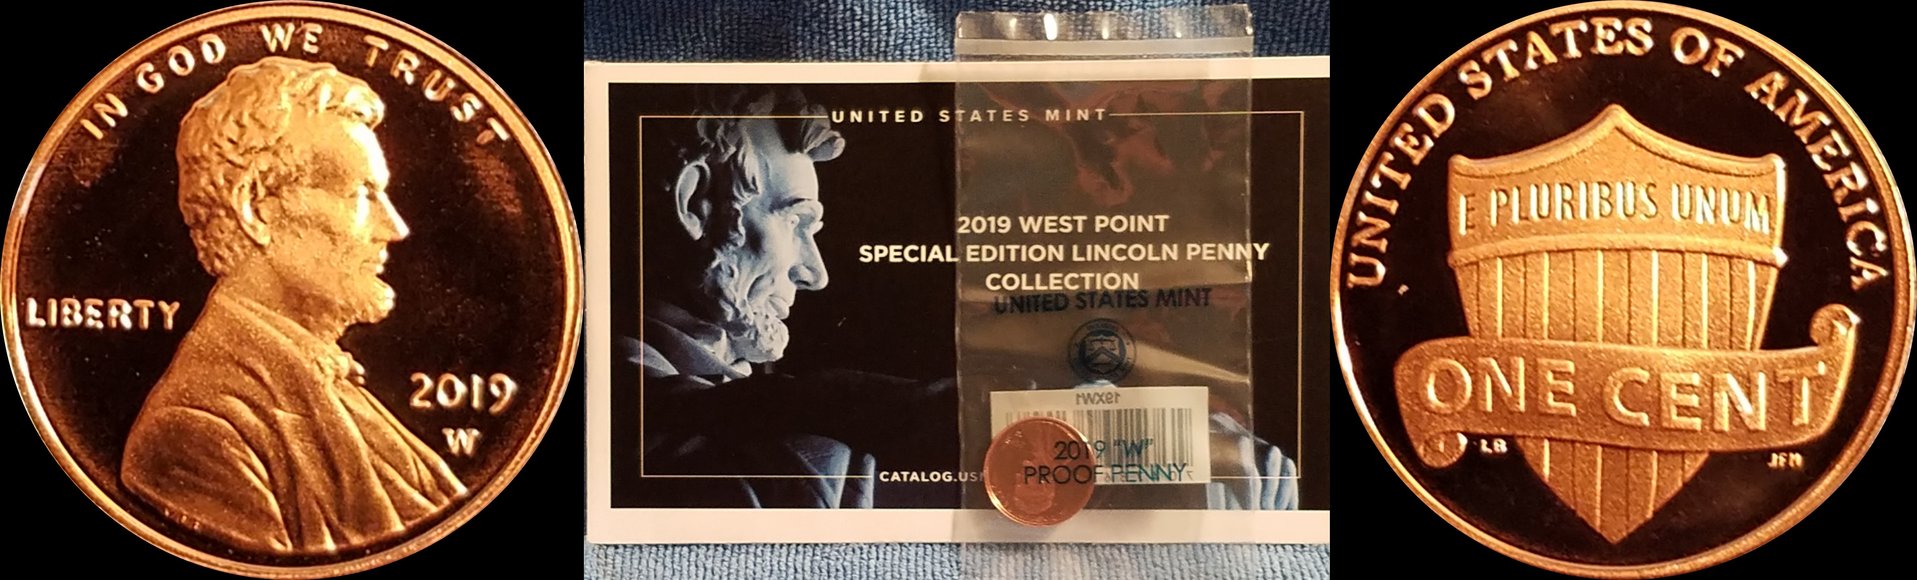 IN GOD WE TRUST
LIBERTY
2019
W
UNITED STATES MINT
2019 WEST POINT
SPECIAL EDITION LINCOLN PENNY
COLLECTION
UNITED STATES MINT
19XWH
2019 "W"
PROOF PENNY
CATALOG.US
UNITED STATES OF AMERICA
E PLURIBUS UNUM
ONE CENT
LB
JFM